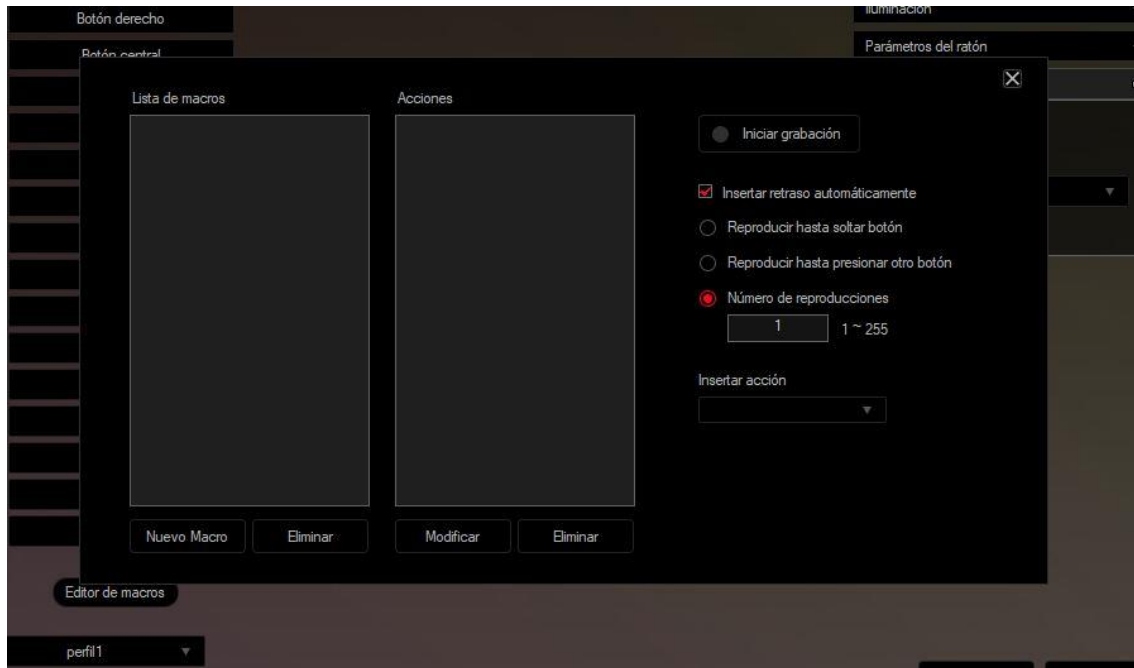 Botón derecho
Iluminación
Botón central
Parámetros del ratón
Lista de macros
Acciones
Iniciar grabación
Insertar retraso automáticamente
Reproducir hasta soltar botón
Reproducir hasta presionar otro botón
Número de reproducciones
1
1 ~ 255
Insertar acción
Nuevo Macro
Eliminar
Modificar
Eliminar
Editor de macros
perfil1